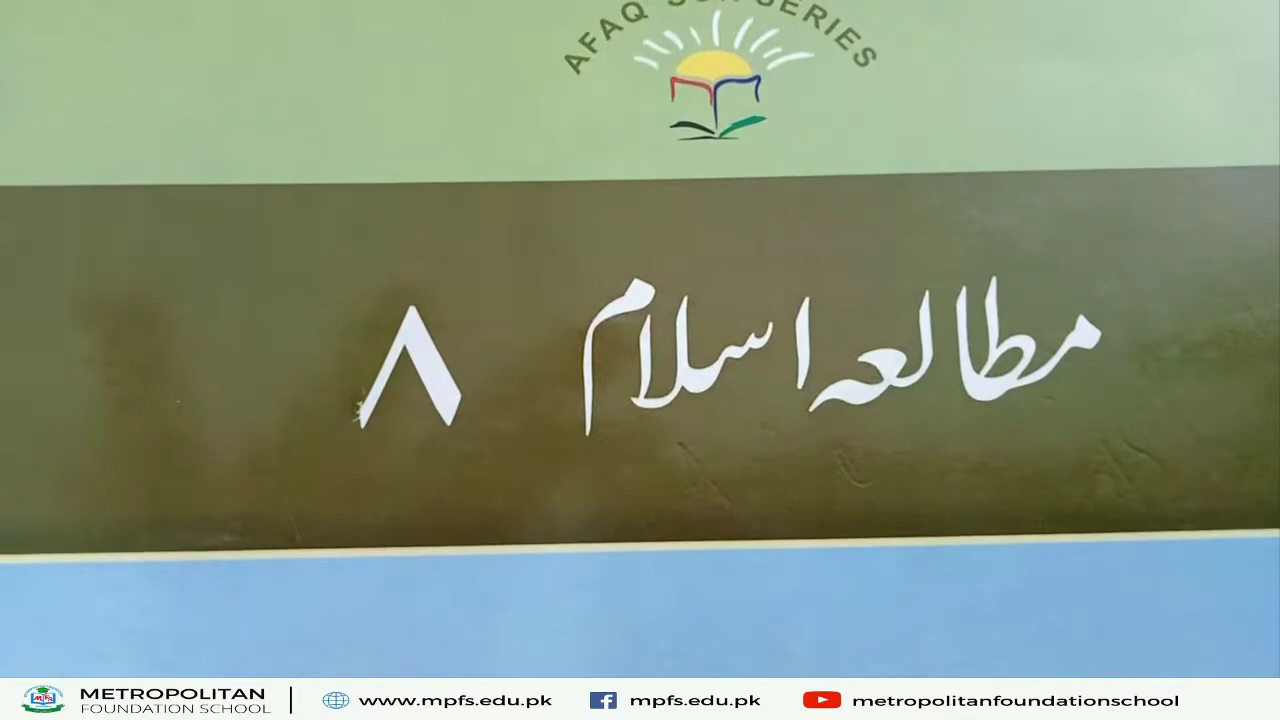 AFAQ SUN SERIES
مطالعہ اسلام ۸
METROPOLITAN
FOUNDATION SCHOOL
www.mpfs.edu.pk
mpfs.edu.pk
metropolitanfoundationschool